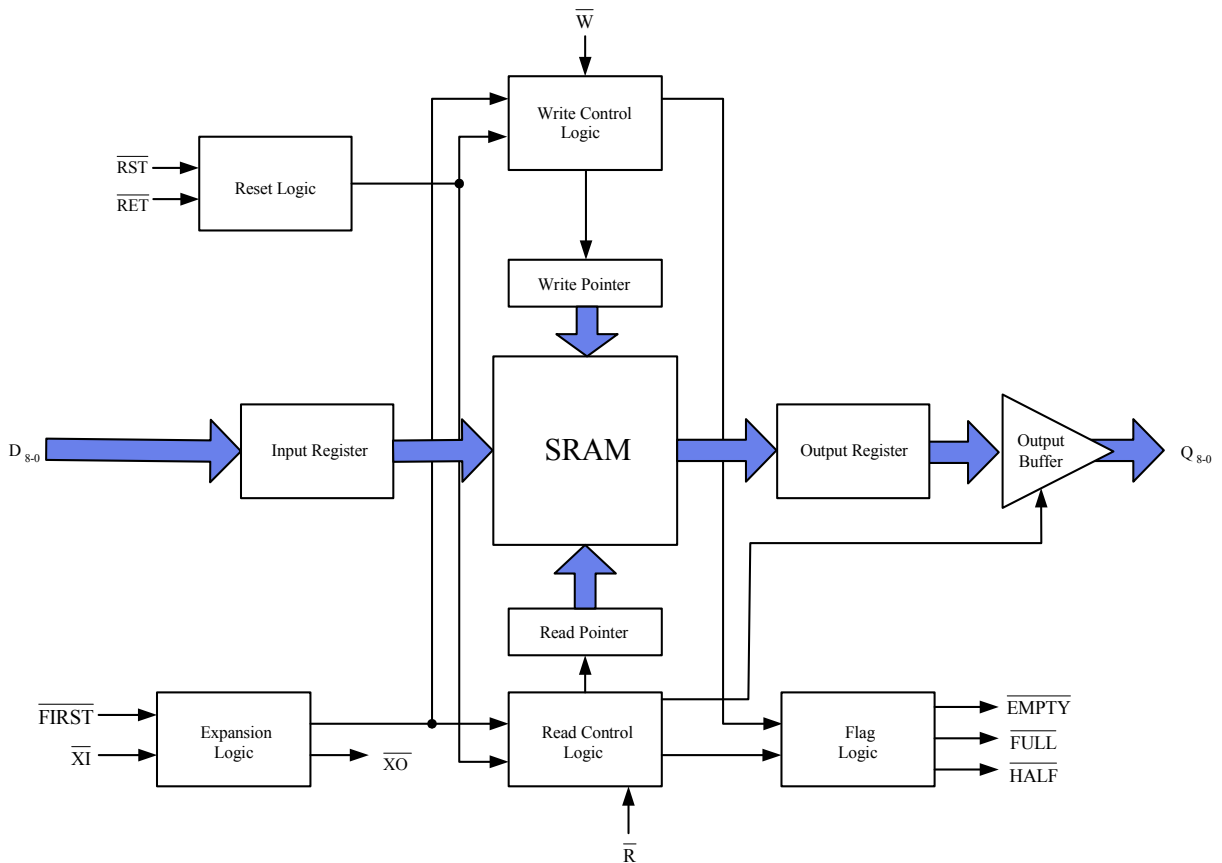 W
Write Control
Logic
RST
RET
Reset Logic
Write Pointer
D 8-0
Input Register
SRAM
Output Register
Output
Buffer
Q 8-0
Read Pointer
FIRST
XI
Expansion
Logic
XO
Read Control
Logic
Flag
Logic
EMPTY
FULL
HALF
R